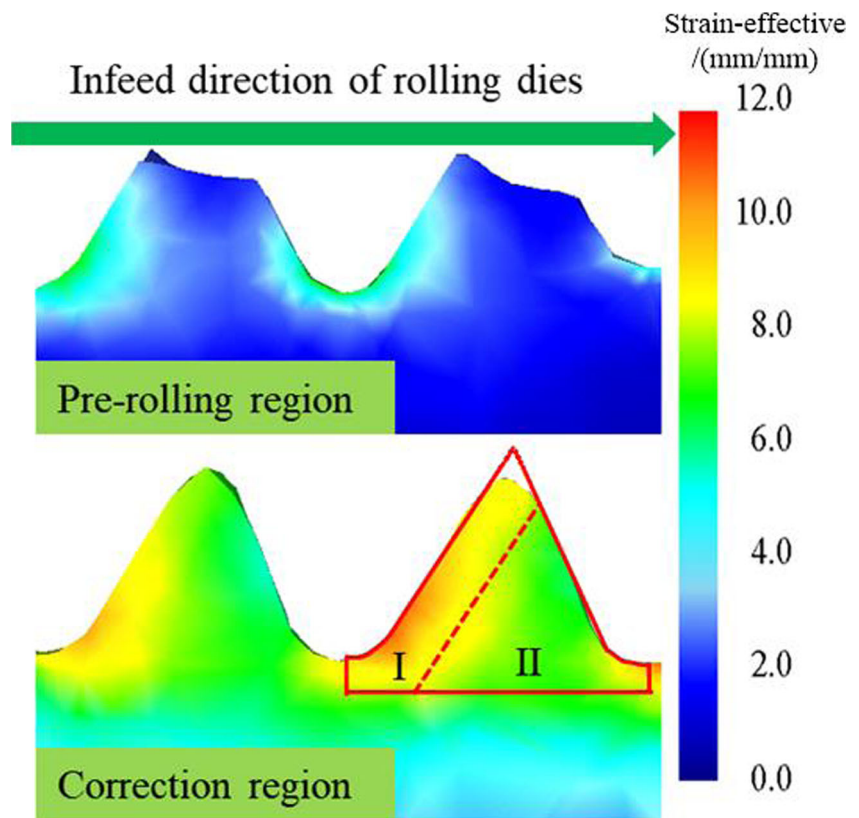 Strain-effective
/(mm/mm)
Infeed direction of rolling dies
12.0
10.0
8.0
6.0
4.0
2.0
0.0
Pre-rolling region
I
II
Correction region